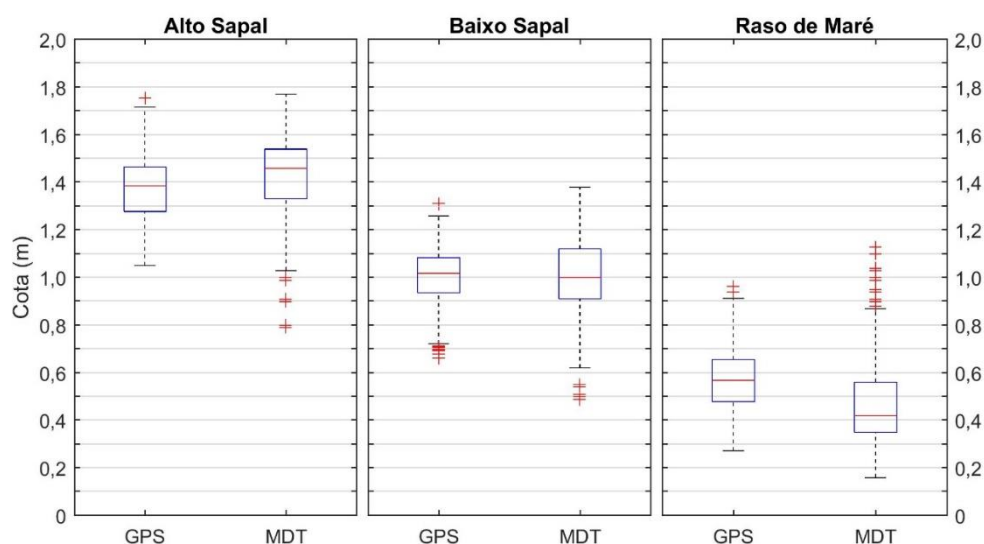 Alto Sapal
Baixo Sapal
Raso de Maré
Cota (m)
2,0
1,8
1,6
1,4
1,2
1,0
0,8
0,6
0,4
0,2
0
2,0
1,8
1,6
1,4
1,2
1,0
0,8
0,6
0,4
0,2
0
GPS
MDT
GPS
MDT
GPS
MDT